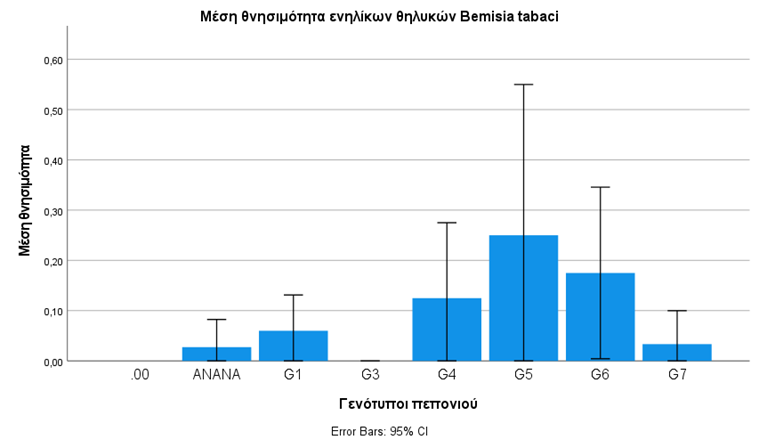 Μέση θνησιμότητα ενηλίκων θηλυκών Bemisia tabaci
Μέση θνησιμότητα
0,60
0,50
0,40
0,30
0,20
0,10
0,00
.00 ANANA G1 G3 G4 G5 G6 G7
Γενότυποι πεπονιού
Error Bars: 95% CI